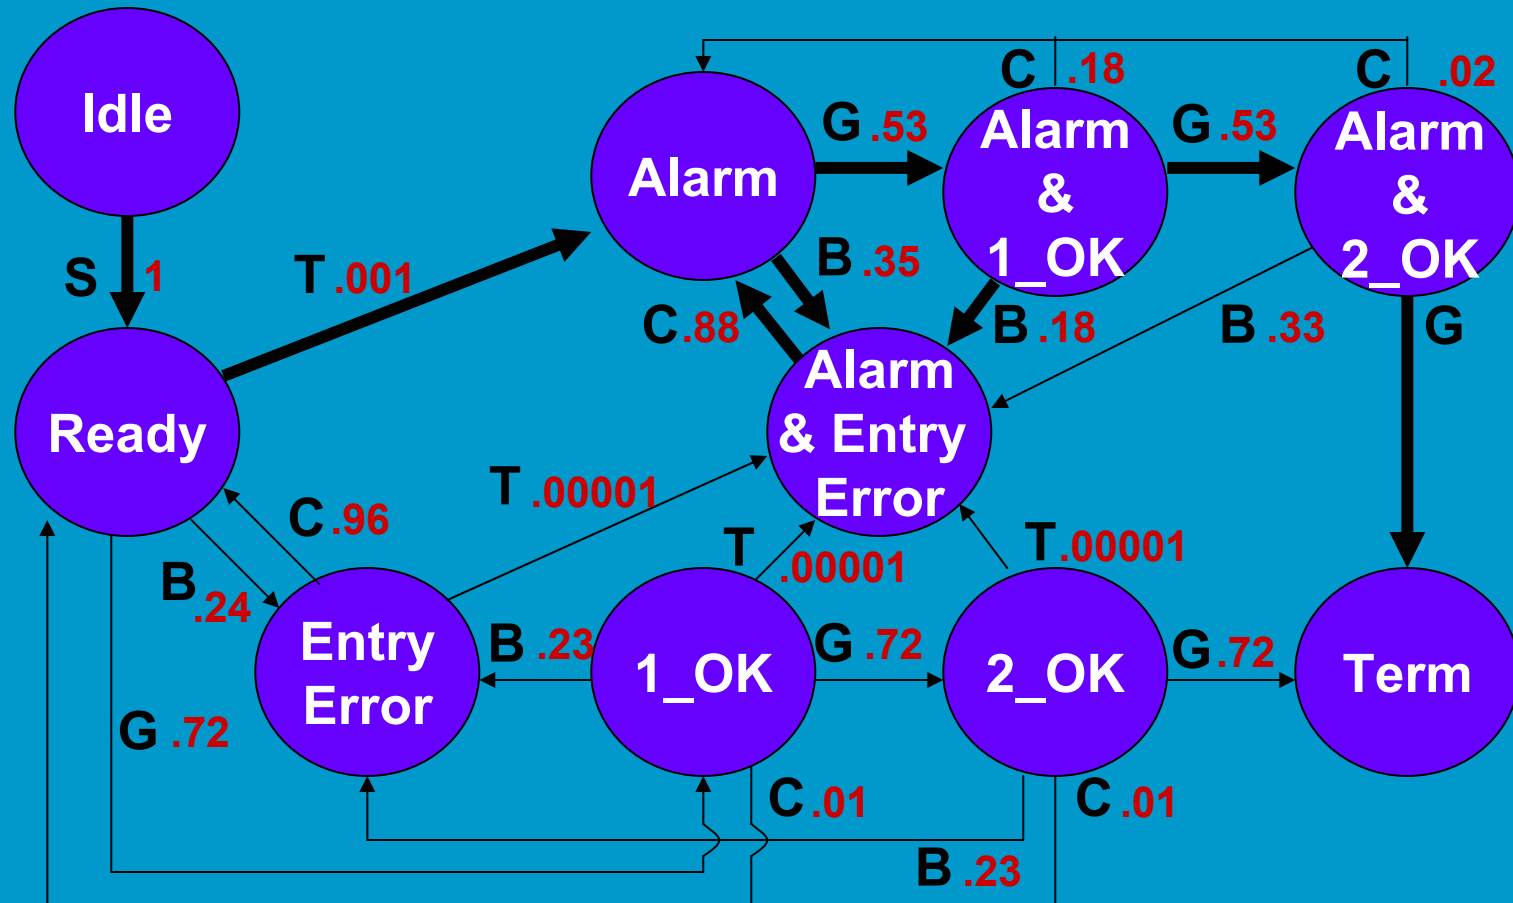 Idle
S 1
T .001
Ready
Alarm
G .53
C .18
Alarm
&
1_OK
G .53
C .02
Alarm
&
2_OK
B .35
C .88
B .18
B .33
G
Alarm
& Entry
Error
T .00001
C .96
B .24
T .00001
T .00001
Entry
Error
B .23
1_OK
G .72
2_OK
G .72
Term
G .72
C .01
C .01
B .23